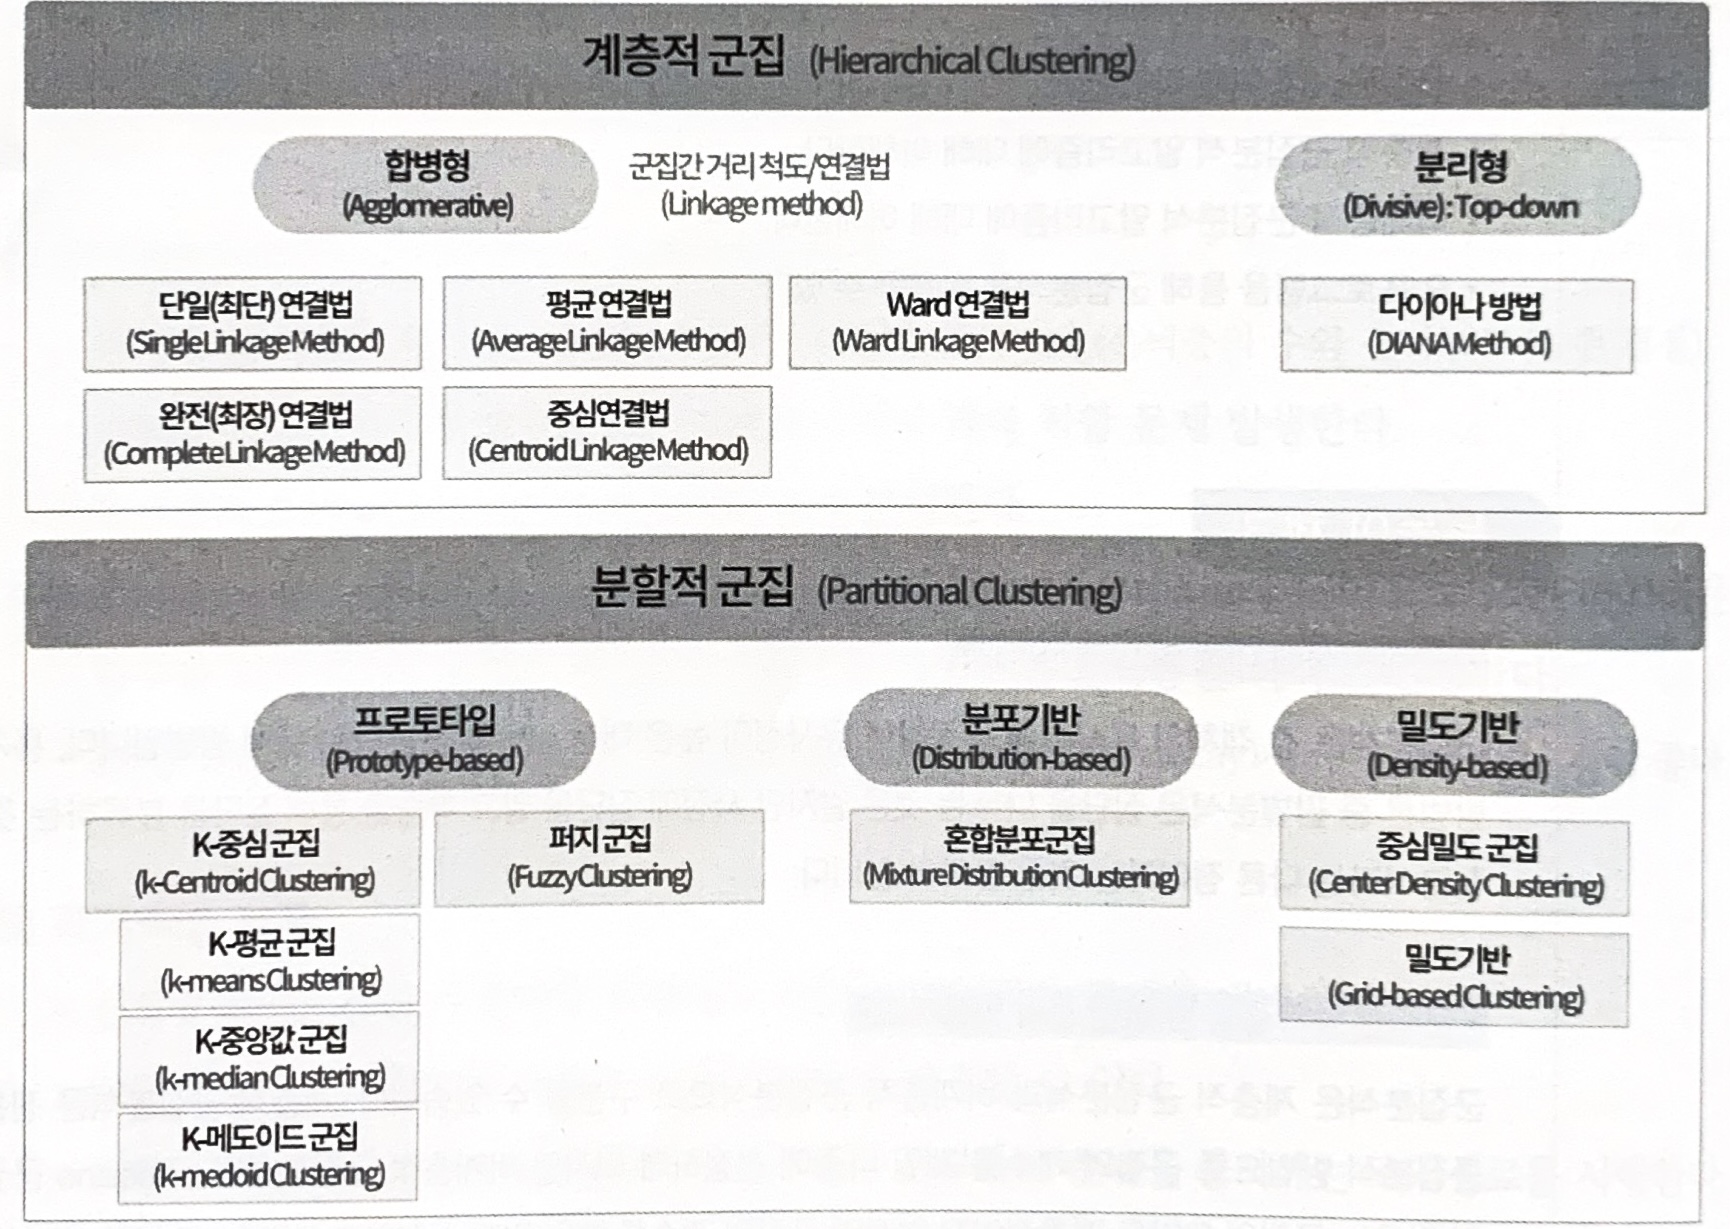 계층적 군집 (Hierarchical Clustering)
합병형
(Agglomerative)
군집간 거리 척도/연결법
(Linkage method)
분리형
(Divisive) : Top-down
단일(최단) 연결법
(Single Linkage Method)
평균 연결법
(Average Linkage Method)
Ward 연결법
(Ward Linkage Method)
다이아나 방법
(DIANA Method)
완전(최장) 연결법
(Complete Linkage Method)
중심연결법
(Centroid Linkage Method)
분할적 군집 (Partitional Clustering)
프로토타입
(Prototype-based)
분포기반
(Distribution-based)
밀도기반
(Density-based)
K-중심 군집
(k-Centroid Clustering)
퍼지 군집
(Fuzzy Clustering)
혼합분포군집
(Mixture Distribution Clustering)
중심밀도 군집
(Center Density Clustering)
K-평균 군집
(k-means Clustering)
밀도기반
(Grid-based Clustering)
K-중앙값 군집
(k-median Clustering)
K-메도이드 군집
(k-medoid Clustering)